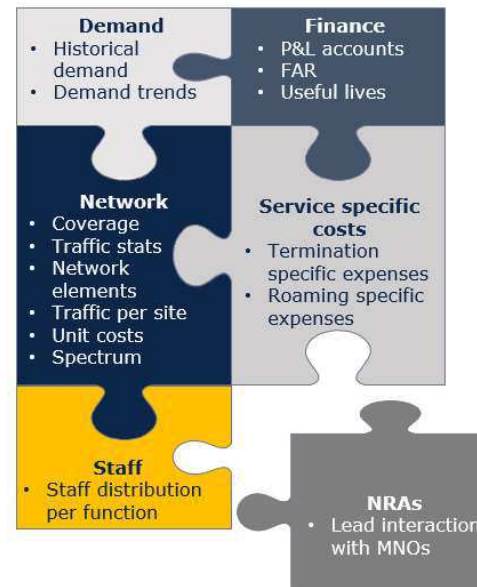 Demand
• Historical
demand
• Demand trends
Finance
• P&L accounts
• FAR
• Useful lives
Network
• Coverage
• Traffic stats
• Network
elements
• Traffic per site
• Unit costs
• Spectrum
Service specific
costs
• Termination
specific expenses
• Roaming specific
expenses
Staff
• Staff distribution
per function
NRAs
• Lead interaction
with MNOs